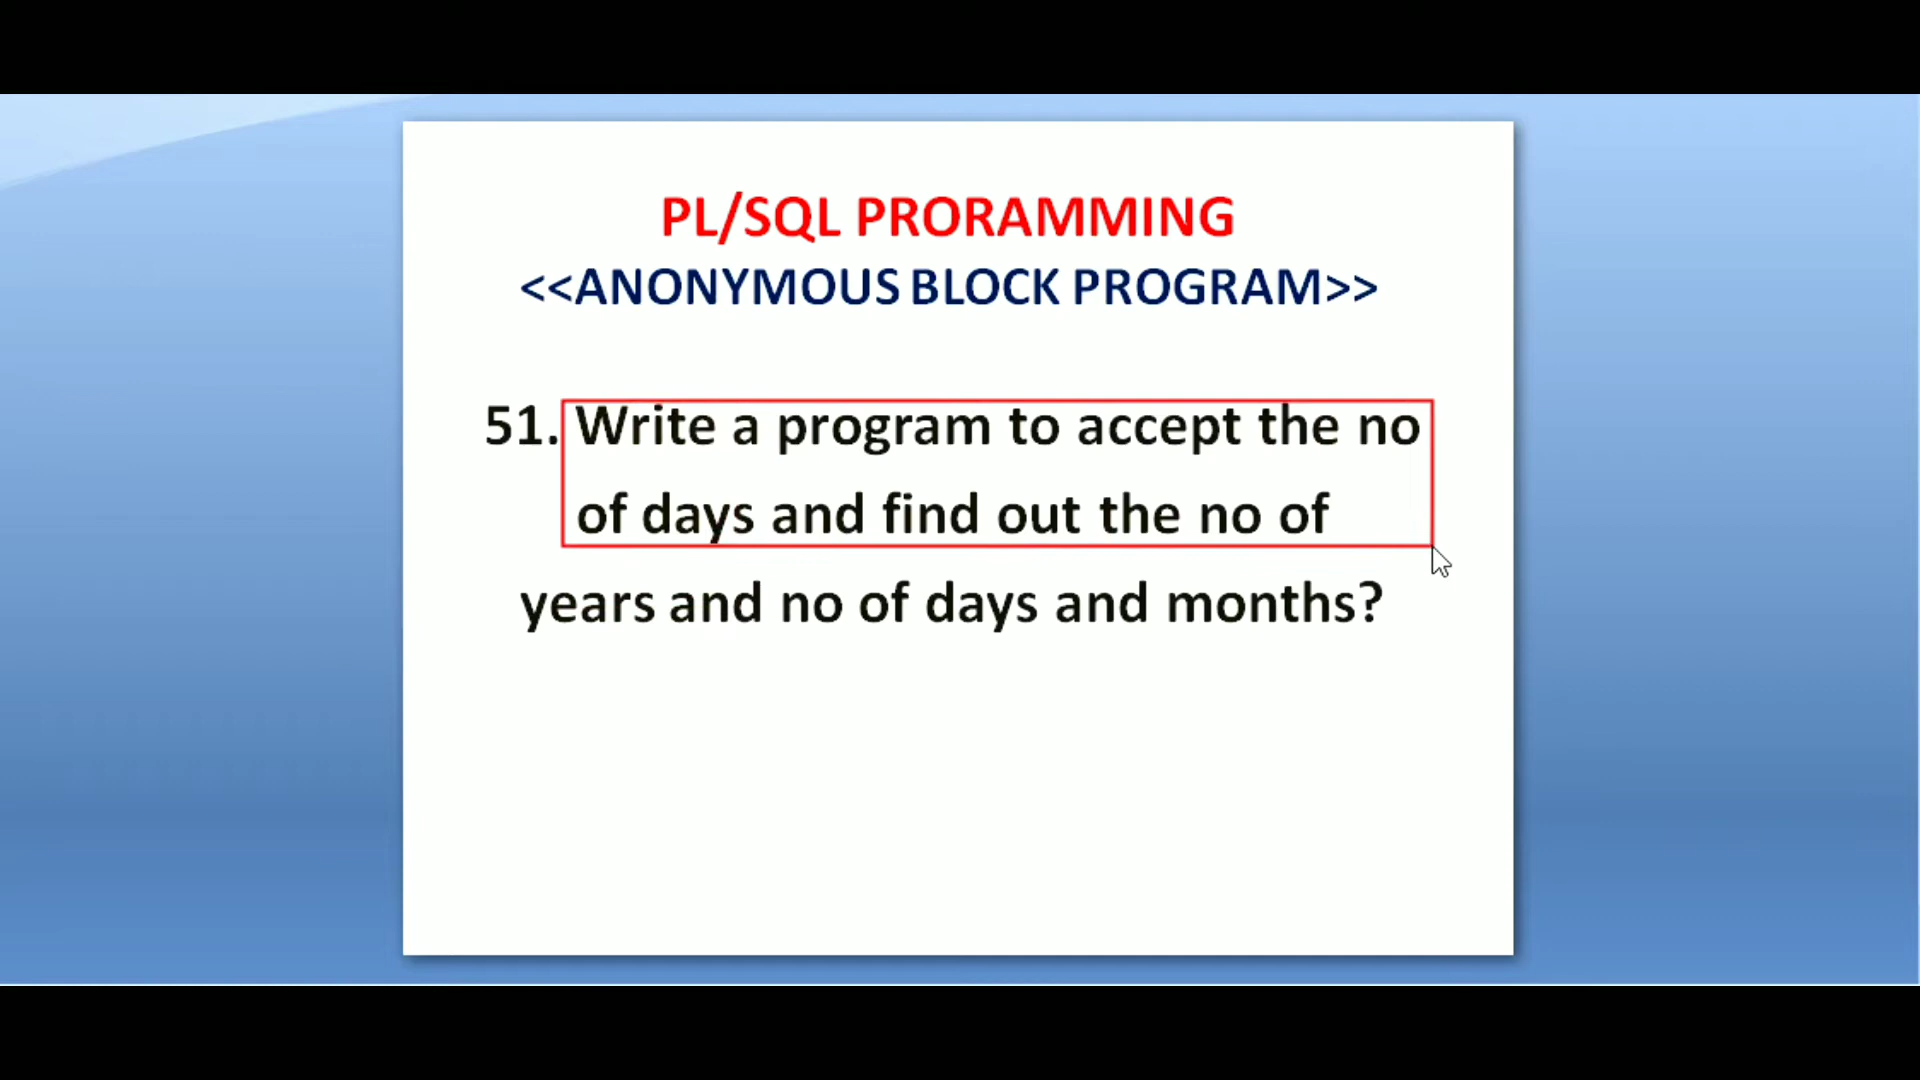 PL/SQL PRORAMMING
<<ANONYMOUS BLOCK PROGRAM>>
51. Write a program to accept the no
of days and find out the no of
years and no of days and months?